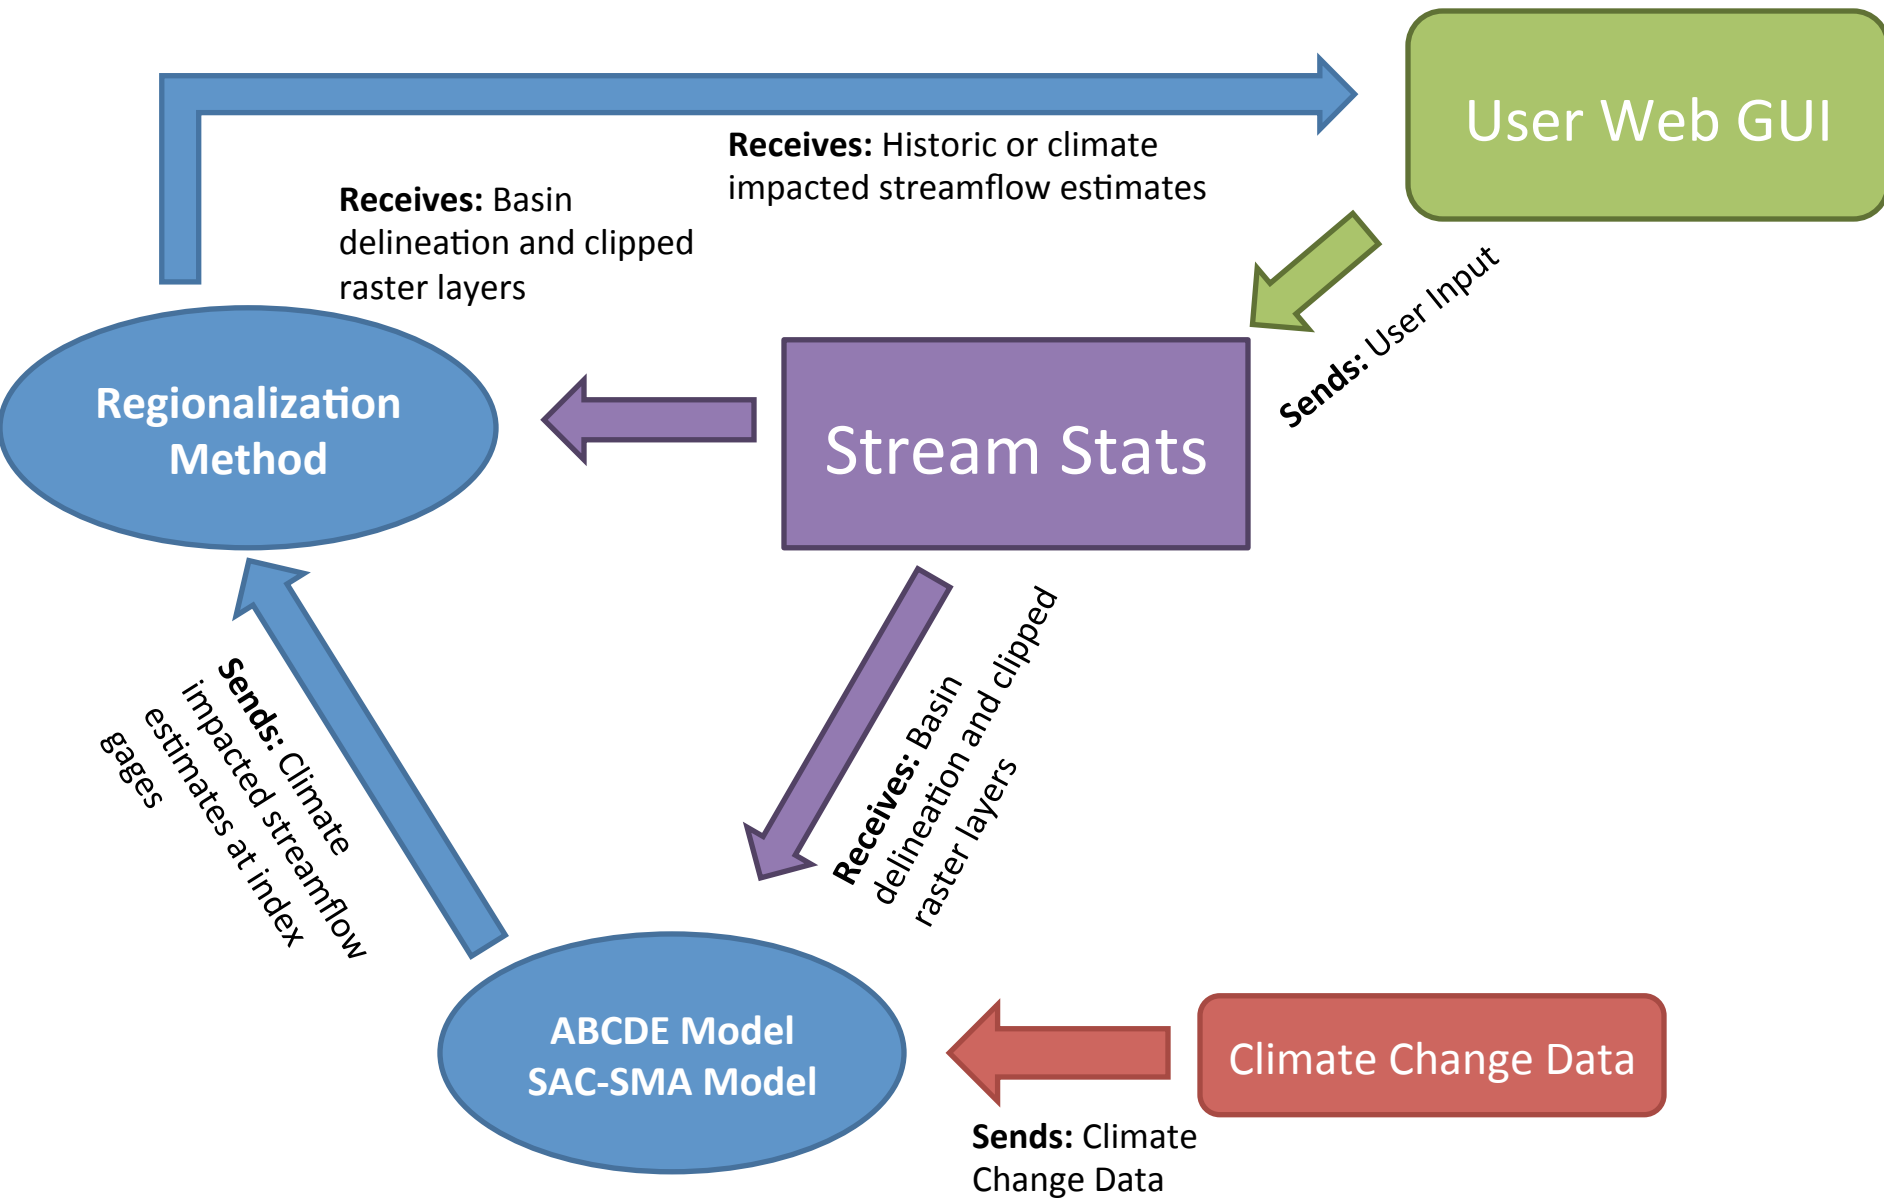 User Web GUI
Receives: Historic or climate
impacted streamflow estimates
Receives: Basin
delineation and clipped
raster layers
Sends: User Input
Regionalization
Method
Stream Stats
Receives: Basin
delineation and clipped
raster layers
Sends: Climate
impacted streamflow
estimates at index
gages
ABCDE Model
SAC-SMA Model
Climate Change Data
Sends: Climate
Change Data